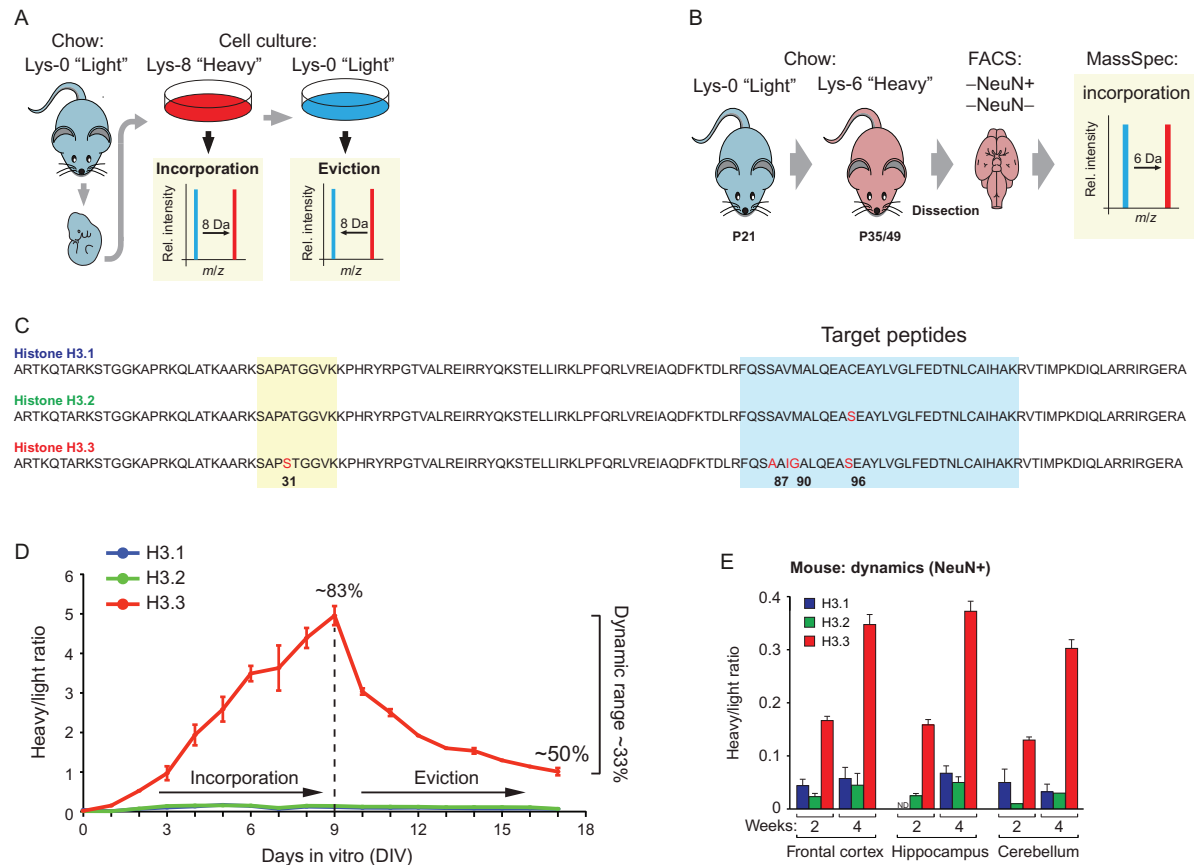 A
Chow:
Lys-0 “Light”
Cell culture:
Lys-8 “Heavy”
Lys-0 “Light”
Incorporation
Rel. intensity
8 Da
m/z
Eviction
Rel. intensity
8 Da
m/z
B
Chow:
Lys-0 “Light”
Lys-6 “Heavy”
FACS:
–NeuN+
–NeuN–
MassSpec:
incorporation
Rel. intensity
6 Da
m/z
Dissection
P21
P35/49
C
Target peptides
Histone H3.1
ARTKQTARKSTGGKAPRKQLATKAARKSAPATGGVKKPHRYRPGTVALREIRRYQKSTELLIRKLPFQRLVREIAQDFKTDLRFQSSAVMALQEACEAYLVGLFEDTNLCAIHAKRVTIMPKDIQLARRIRGERA
Histone H3.2
ARTKQTARKSTGGKAPRKQLATKAARKSAPATGGVKKPHRYRPGTVALREIRRYQKSTELLIRKLPFQRLVREIAQDFKTDLRFQSSAVMALQEASEAYLVGLFEDTNLCAIHAKRVTIMPKDIQLARRIRGERA
Histone H3.3
ARTKQTARKSTGGKAPRKQLATKAARKSAPSTGGVKKPHRYRPGTVALREIRRYQKSTELLIRKLPFQRLVREIAQDFKTDLRFQSAAIGALQEASEAYLVGLFEDTNLCAIHAKRVTIMPKDIQLARRIRGERA
31
87 90 96
D
H3.1
H3.2
H3.3
Heavy/light ratio
6
5
4
3
2
1
0
~83%
~50%
Dynamic range ~33%
Incorporation
Eviction
0 3 6 9 12 15 18
Days in vitro (DIV)
E
Mouse: dynamics (NeuN+)
H3.1
H3.2
H3.3
Heavy/light ratio
0.4
0.3
0.2
0.1
0
ND
Weeks: 2 4 2 4 2 4
Frontal cortex Hippocampus Cerebellum